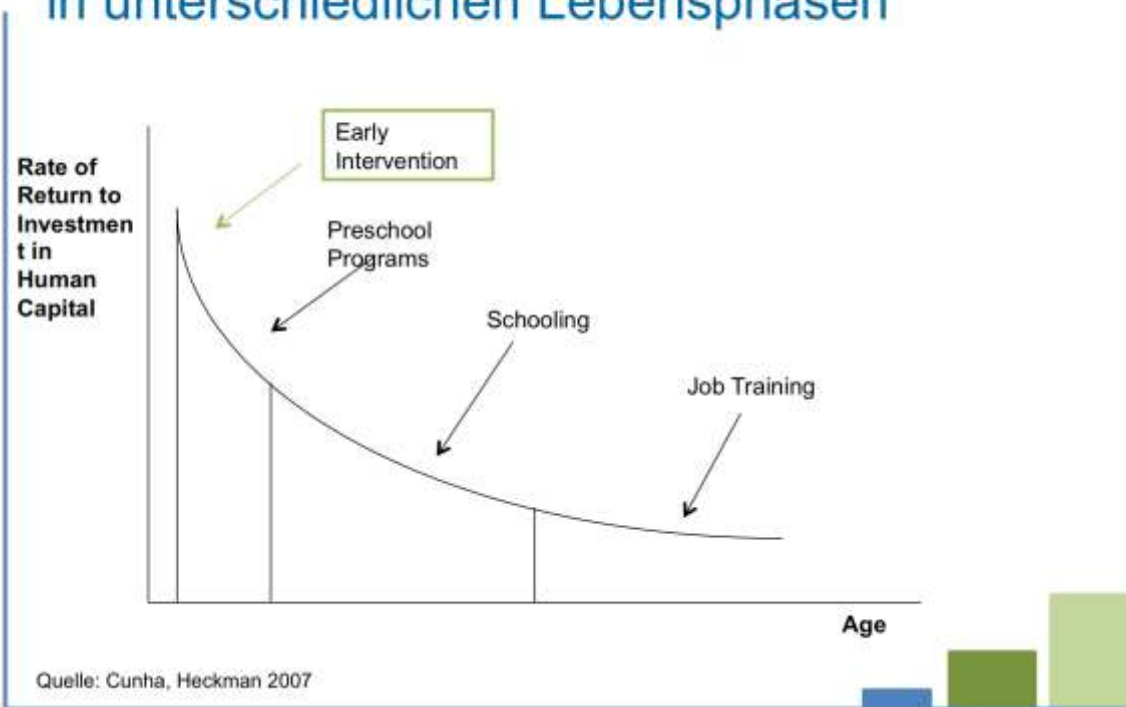 in unterschiedlichen Lebensphasen
Early
Intervention
Rate of
Return to
Investmen
t in
Human
Capital
Preschool
Programs
Schooling
Job Training
Age
Quelle: Cunha, Heckman 2007